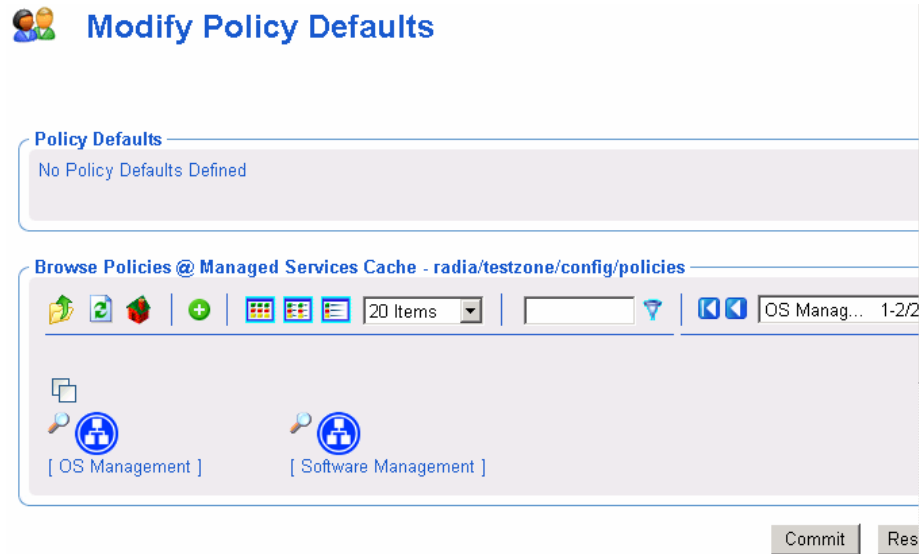 Modify Policy Defaults
Policy Defaults
No Policy Defaults Defined
Browse Policies @ Managed Services Cache - radia/testzone/config/policies
20 Items OS Manag... 1-2/2
[ OS Management ] [ Software Management ]
Commit Res